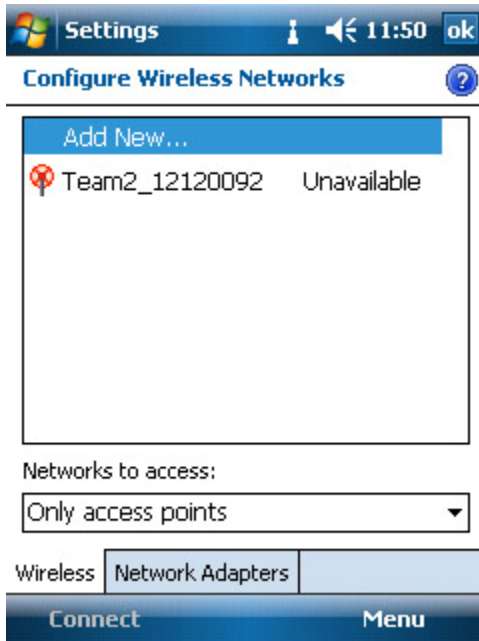 Settings 11:50 ok
Configure Wireless Networks ?
Add New...
Team2_12120092 Unavailable
Networks to access:
Only access points
Wireless Network Adapters
Connect Menu